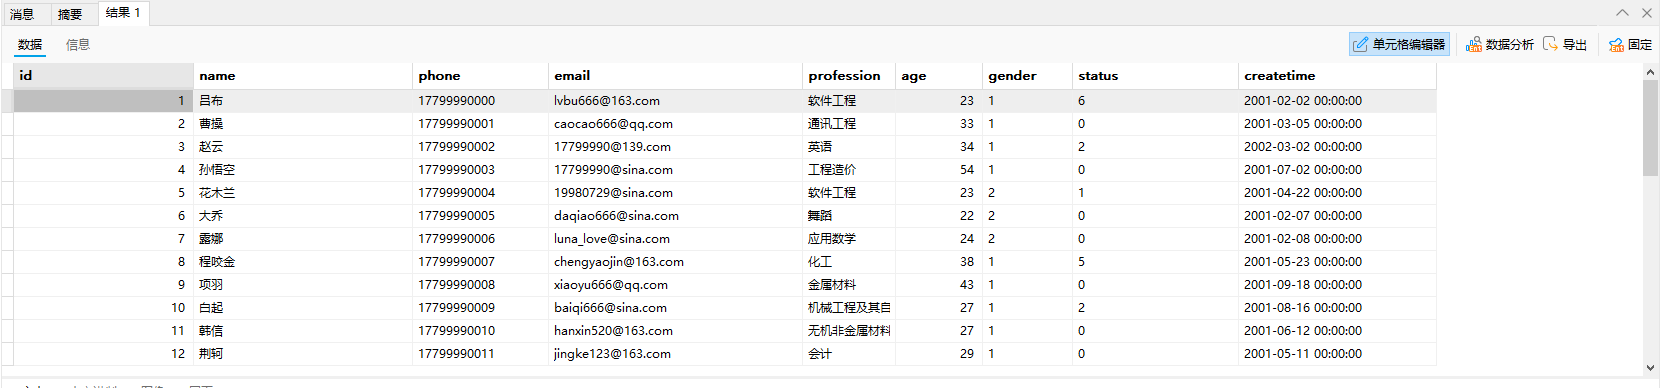 消息 摘要 结果 1
数据 信息 单元格编辑器 数据分析 导出 固定
id name phone email profession age gender status createtime
1 吕布 17799990000 lvbu666@163.com 软件工程 23 1 6 2001-02-02 00:00:00
2 曹操 17799990001 caocao666@qq.com 通讯工程 33 1 0 2001-03-05 00:00:00
3 赵云 17799990002 17799990@139.com 英语 34 1 2 2002-03-02 00:00:00
4 孙悟空 17799990003 17799990@sina.com 工程造价 54 1 0 2001-07-02 00:00:00
5 花木兰 17799990004 19980729@sina.com 软件工程 23 2 1 2001-04-22 00:00:00
6 大乔 17799990005 daqiao666@sina.com 舞蹈 22 2 0 2001-02-07 00:00:00
7 露娜 17799990006 luna_love@sina.com 应用数学 24 2 0 2001-02-08 00:00:00
8 程咬金 17799990007 chengyaojin@163.com 化工 38 1 5 2001-05-23 00:00:00
9 项羽 17799990008 xiaoyu666@qq.com 金属材料 43 1 0 2001-09-18 00:00:00
10 白起 17799990009 baiqi666@sina.com 机械工程及其自 27 1 2 2001-08-16 00:00:00
11 韩信 17799990010 hanxin520@163.com 无机非金属材料 27 1 0 2001-06-12 00:00:00
12 荆轲 17799990011 jingke123@163.com 会计 29 1 0 2001-05-11 00:00:00